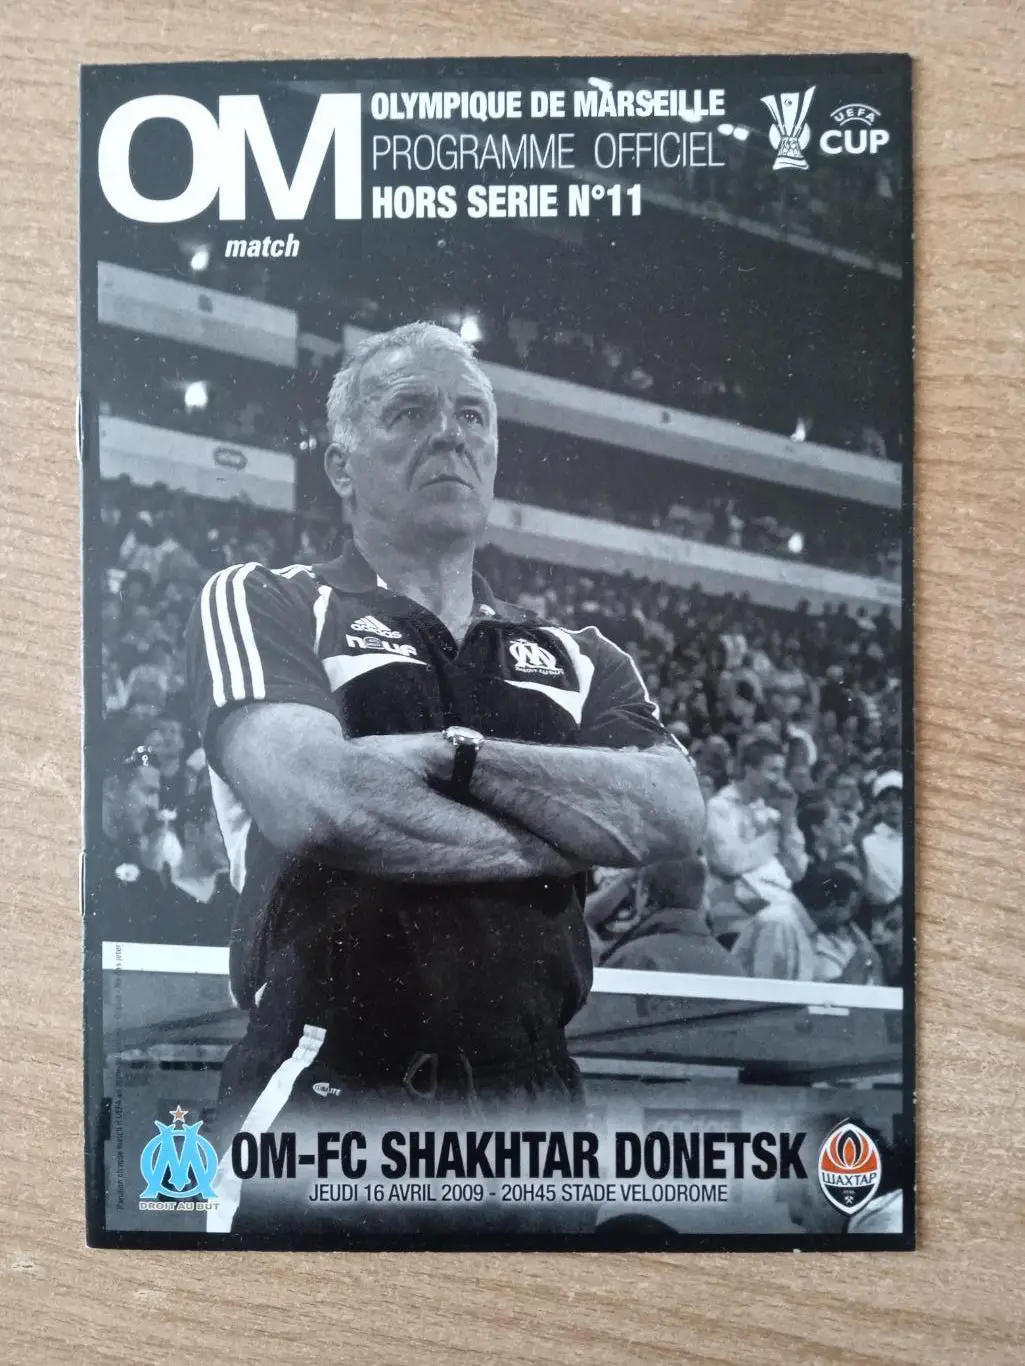 OM
match
OLYMPIQUE DE MARSEILLE
PROGRAMME OFFICIEL
HORS SERIE N°11
UEFA
CUP
adidas
neuf
DROIT AU BUT
OM-FC SHAKHTAR DONETSK
JEUDI 16 AVRIL 2009 - 20H45 STADE VELODROME
ШАХТАР
1936